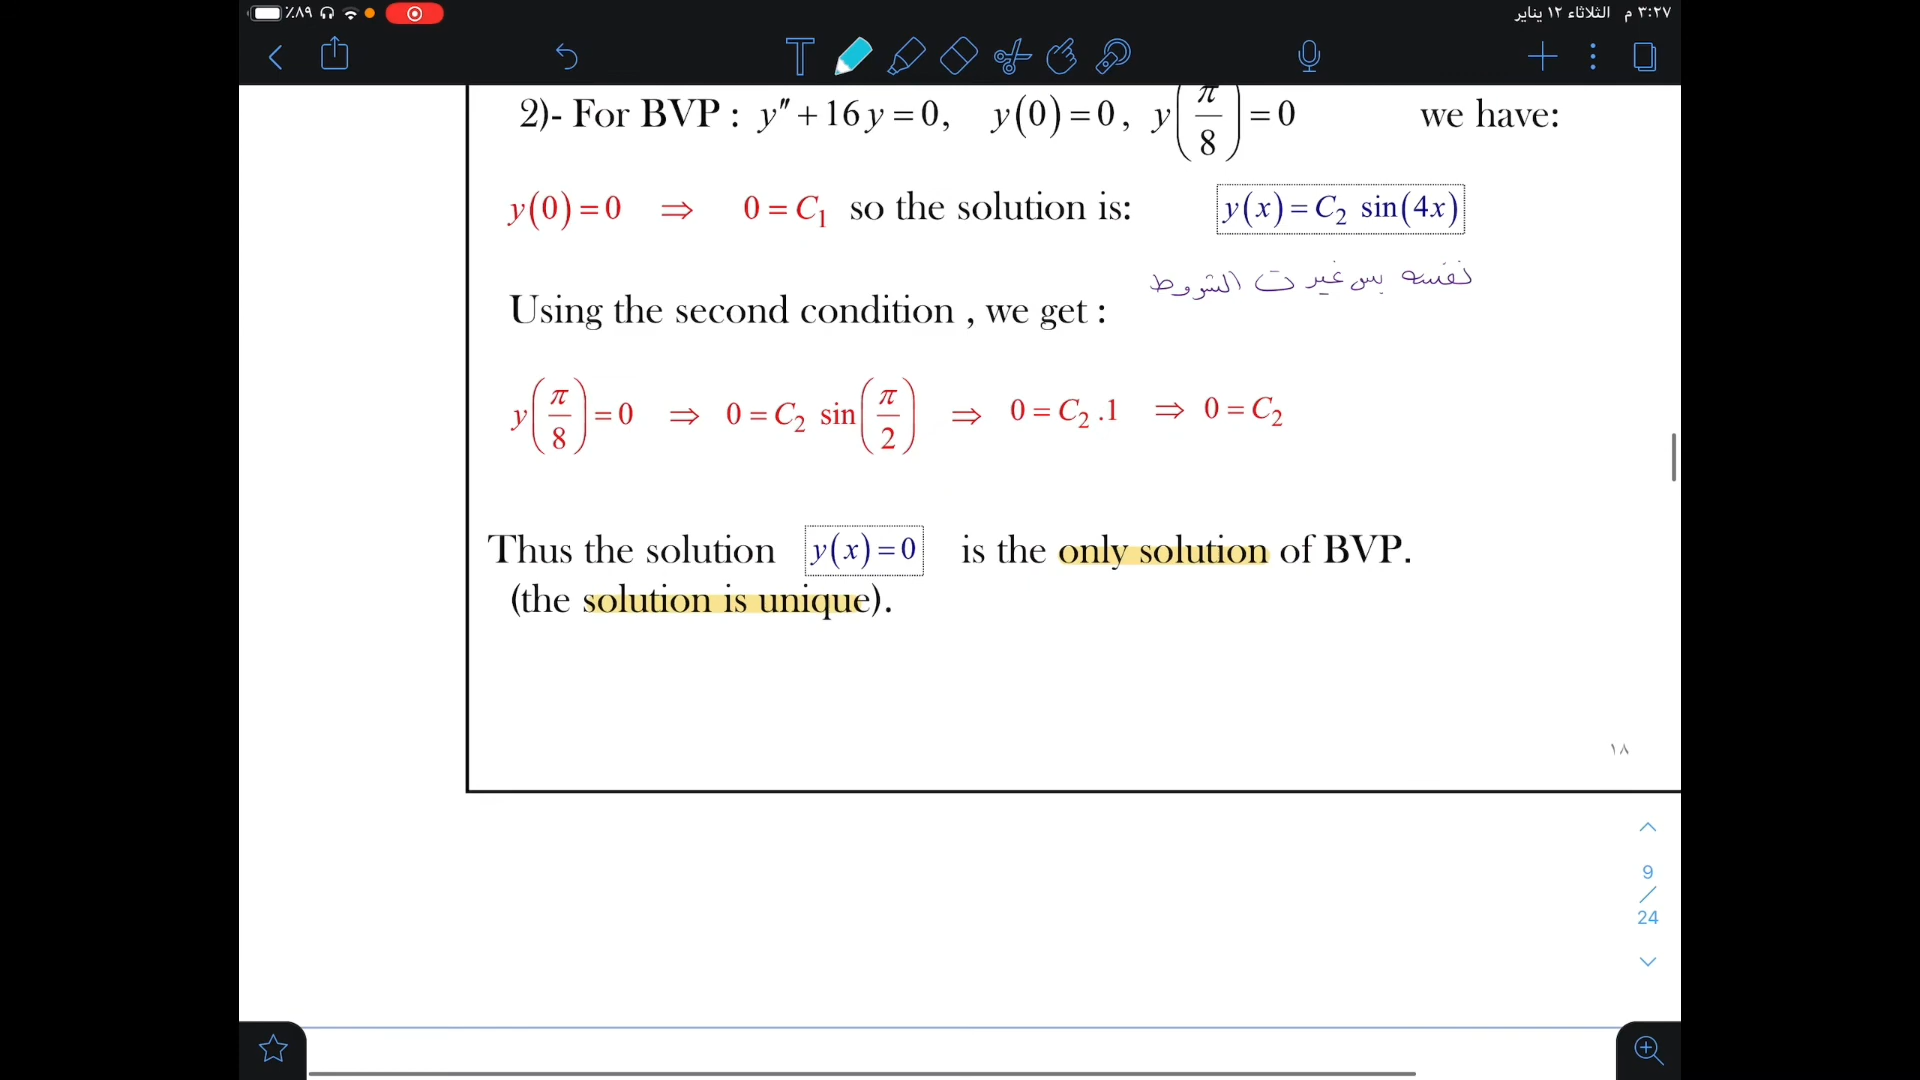 ٪٨٩
٣:٢٧ م الثلاثاء ١٢ يناير
2)- For BVP : y″ + 16 y = 0, y(0) = 0, y(π/8) = 0 we have:
y(0) = 0 ⇒ 0 = C₁ so the solution is: y(x) = C₂ sin(4x)
نفسه بس غيرت الشروط
Using the second condition , we get :
y(π/8) = 0 ⇒ 0 = C₂ sin(π/2) ⇒ 0 = C₂ .1 ⇒ 0 = C₂
Thus the solution y(x) = 0 is the only solution of BVP.
(the solution is unique).
١٨
9
/
24